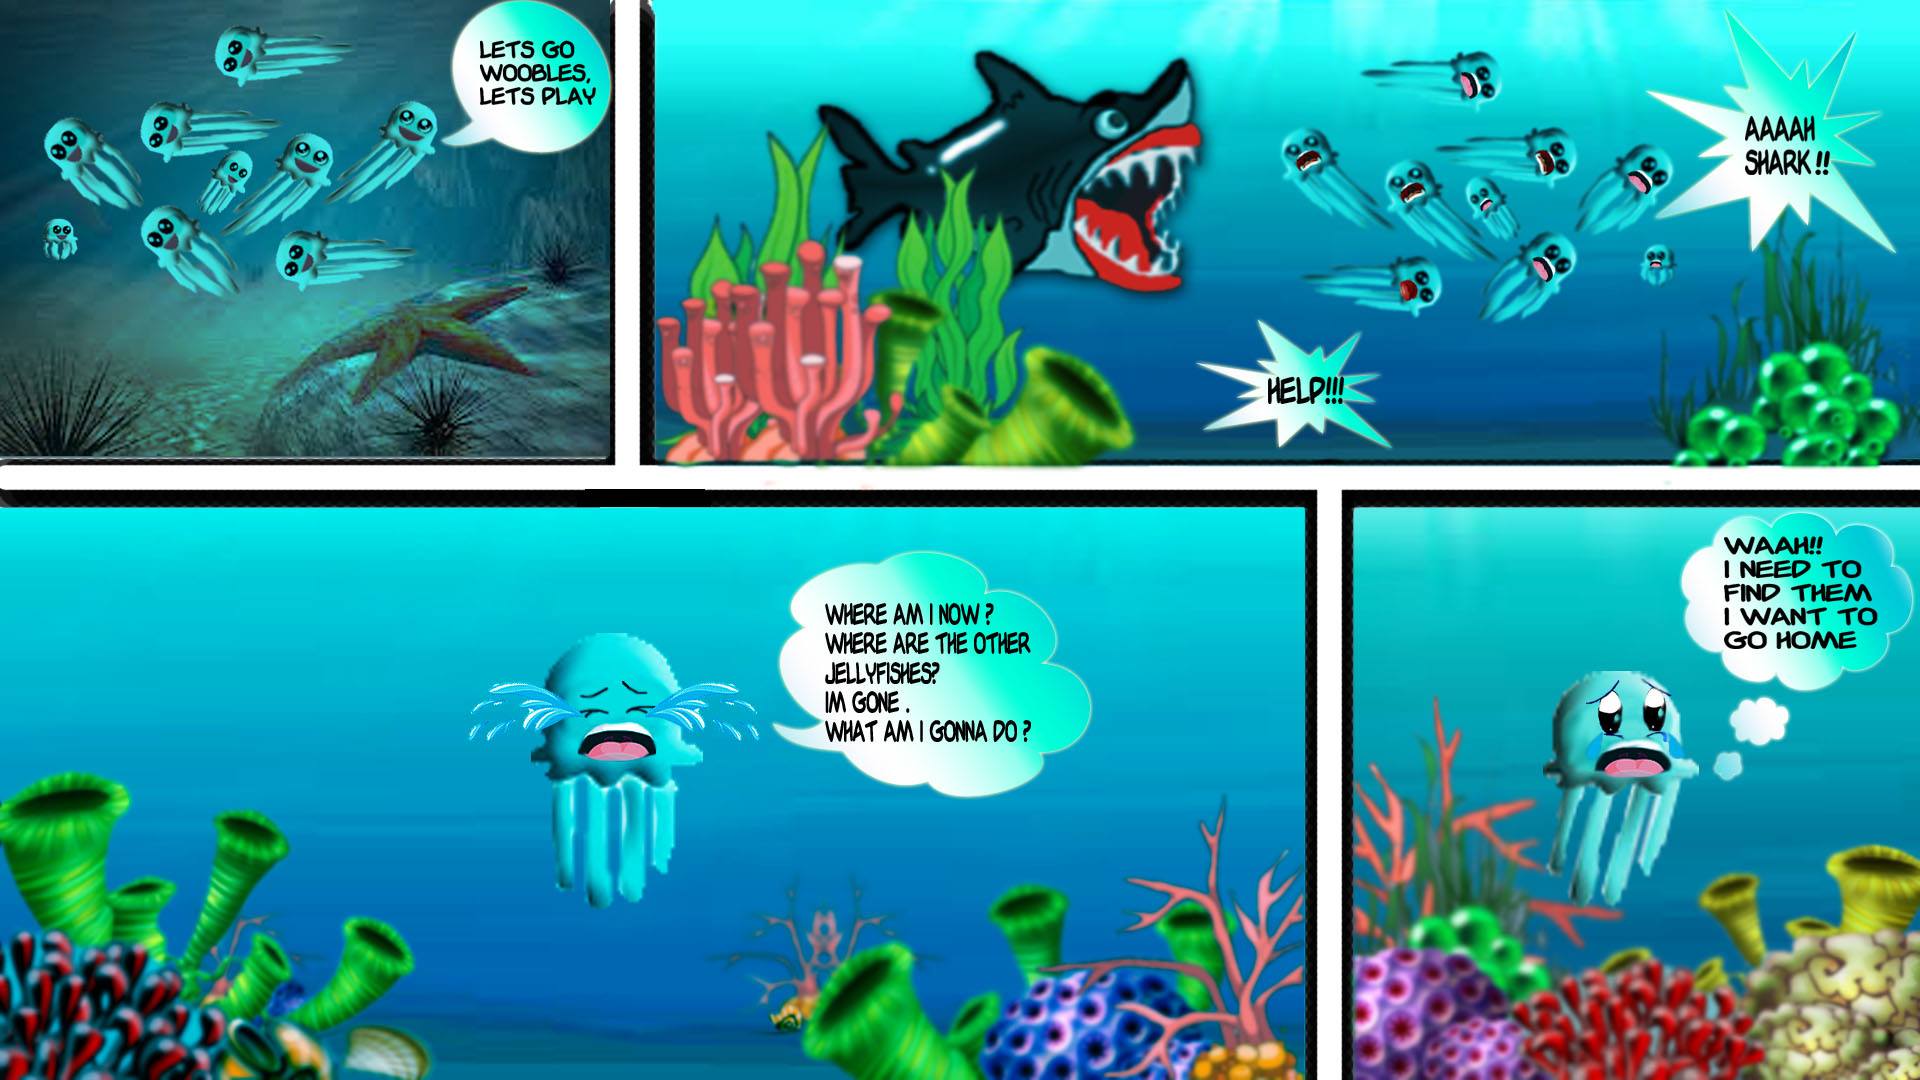 LETS GO
WOOBLES,
LETS PLAY
AAAAH
SHARK !!
HELP!!!
WHERE AM I NOW ?
WHERE ARE THE OTHER
JELLYFISHES?
IM GONE .
WHAT AM I GONNA DO ?
WAAH!!
I NEED TO
FIND THEM
I WANT TO
GO HOME